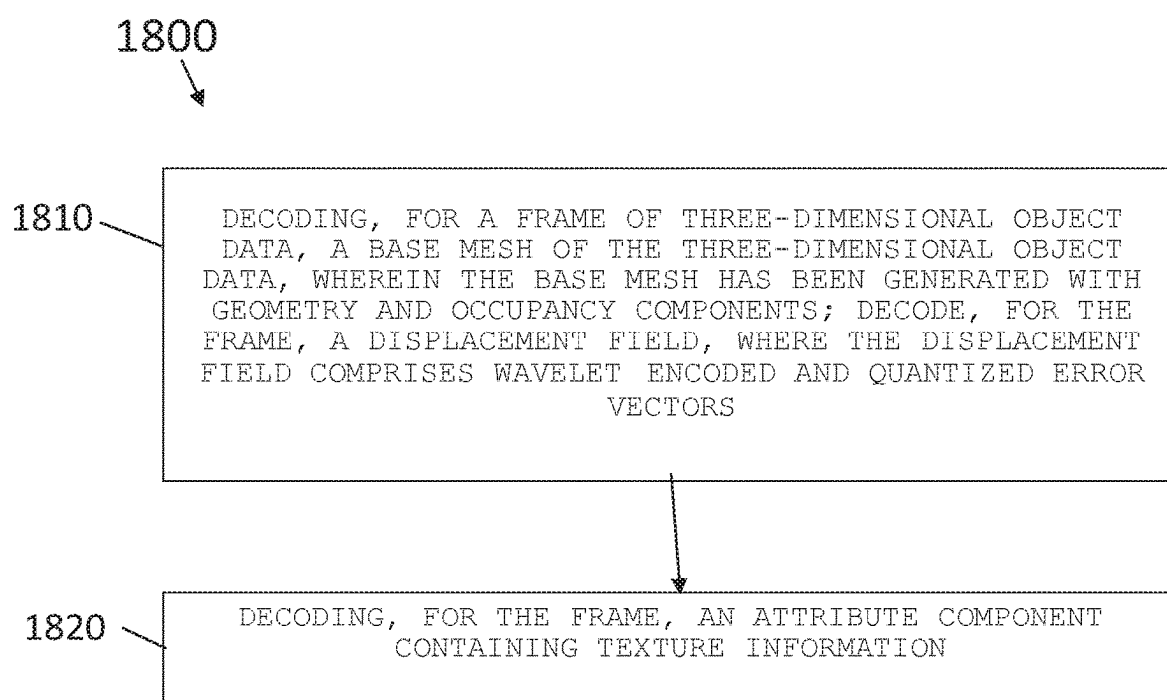 1800
1810
DECODING, FOR A FRAME OF THREE-DIMENSIONAL OBJECT
DATA, A BASE MESH OF THE THREE-DIMENSIONAL OBJECT
DATA, WHEREIN THE BASE MESH HAS BEEN GENERATED WITH
GEOMETRY AND OCCUPANCY COMPONENTS; DECODE, FOR THE
FRAME, A DISPLACEMENT FIELD, WHERE THE DISPLACEMENT
FIELD COMPRISES WAVELET ENCODED AND QUANTIZED ERROR
VECTORS
1820
DECODING, FOR THE FRAME, AN ATTRIBUTE COMPONENT
CONTAINING TEXTURE INFORMATION